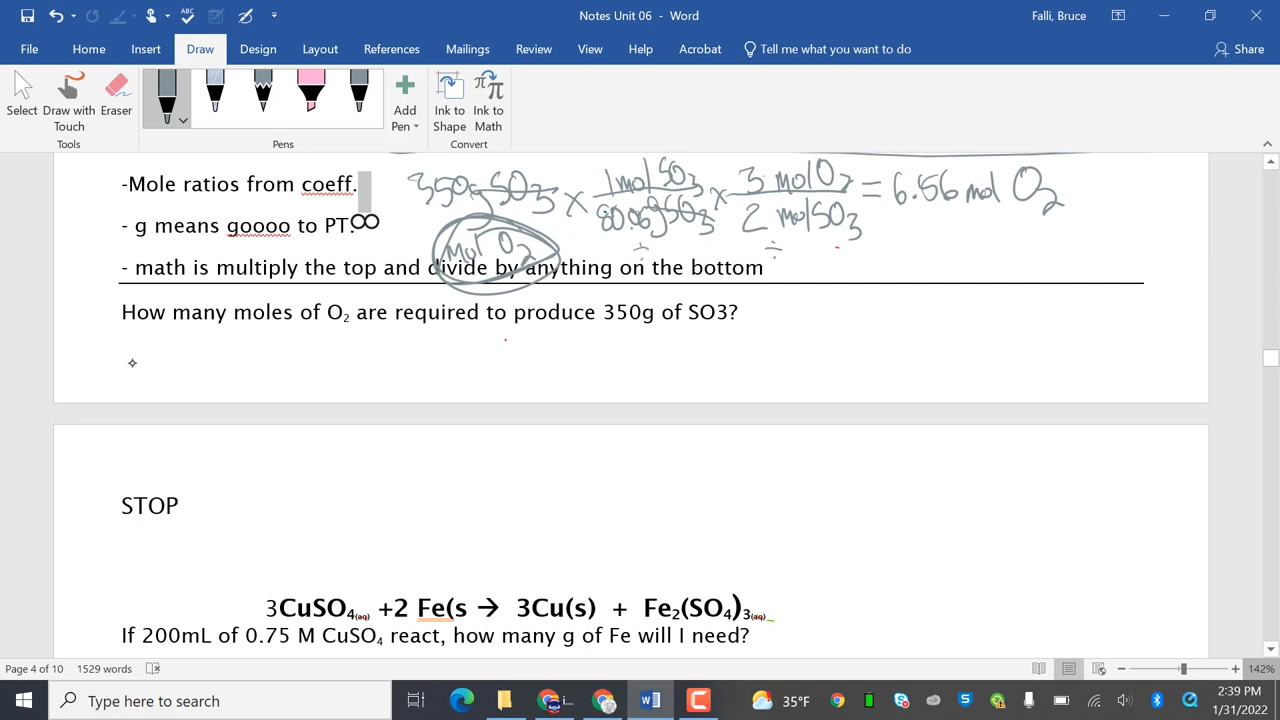 Notes Unit 06 - Word
Falli, Bruce
File Home Insert Draw Design Layout References Mailings Review View Help Acrobat Tell me what you want to do Share
Select Draw with Touch Eraser Add Pen Ink to Shape Ink to Math
Tools Pens Convert
-Mole ratios from coeff.
350g SO3 × 1 mol SO3 / 80.06g SO3 × 3 mol O2 / 2 mol SO3 = 6.56 mol O2
- g means goooo to PT.∞
mol O2 ÷ ÷
- math is multiply the top and divide by anything on the bottom
How many moles of O₂ are required to produce 350g of SO3?
STOP
3CuSO₄(aq) +2 Fe(s → 3Cu(s) + Fe₂(SO₄)₃(aq)
If 200mL of 0.75 M CuSO₄ react, how many g of Fe will I need?
Page 4 of 10 1529 words 142%
Type here to search i... 35°F 2:39 PM
1/31/2022